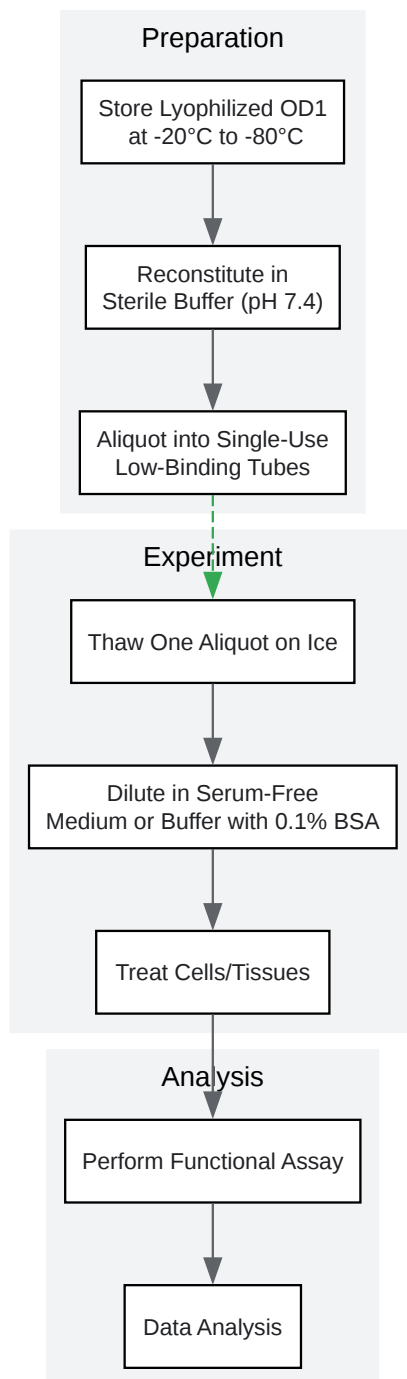 Preparation
Store Lyophilized OD1
at -20°C to -80°C
Reconstitute in
Sterile Buffer (pH 7.4)
Aliquot into Single-Use
Low-Binding Tubes
Experiment
Thaw One Aliquot on Ice
Dilute in Serum-Free
Medium or Buffer with 0.1% BSA
Treat Cells/Tissues
Analysis
Perform Functional Assay
Data Analysis